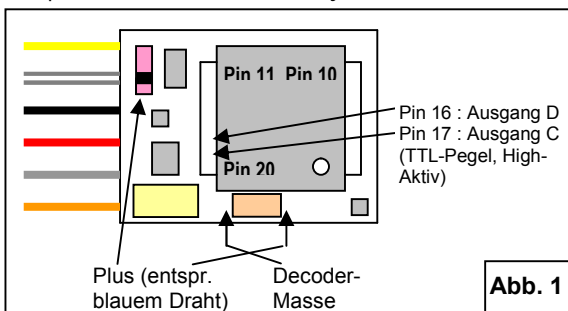 Pin 11 Pin 10
Pin 16 : Ausgang D
Pin 17 : Ausgang C
(TTL-Pegel, High-
Aktiv)
Pin 20
Plus (entspr.
blauem Draht)
Decoder-
Masse
Abb. 1